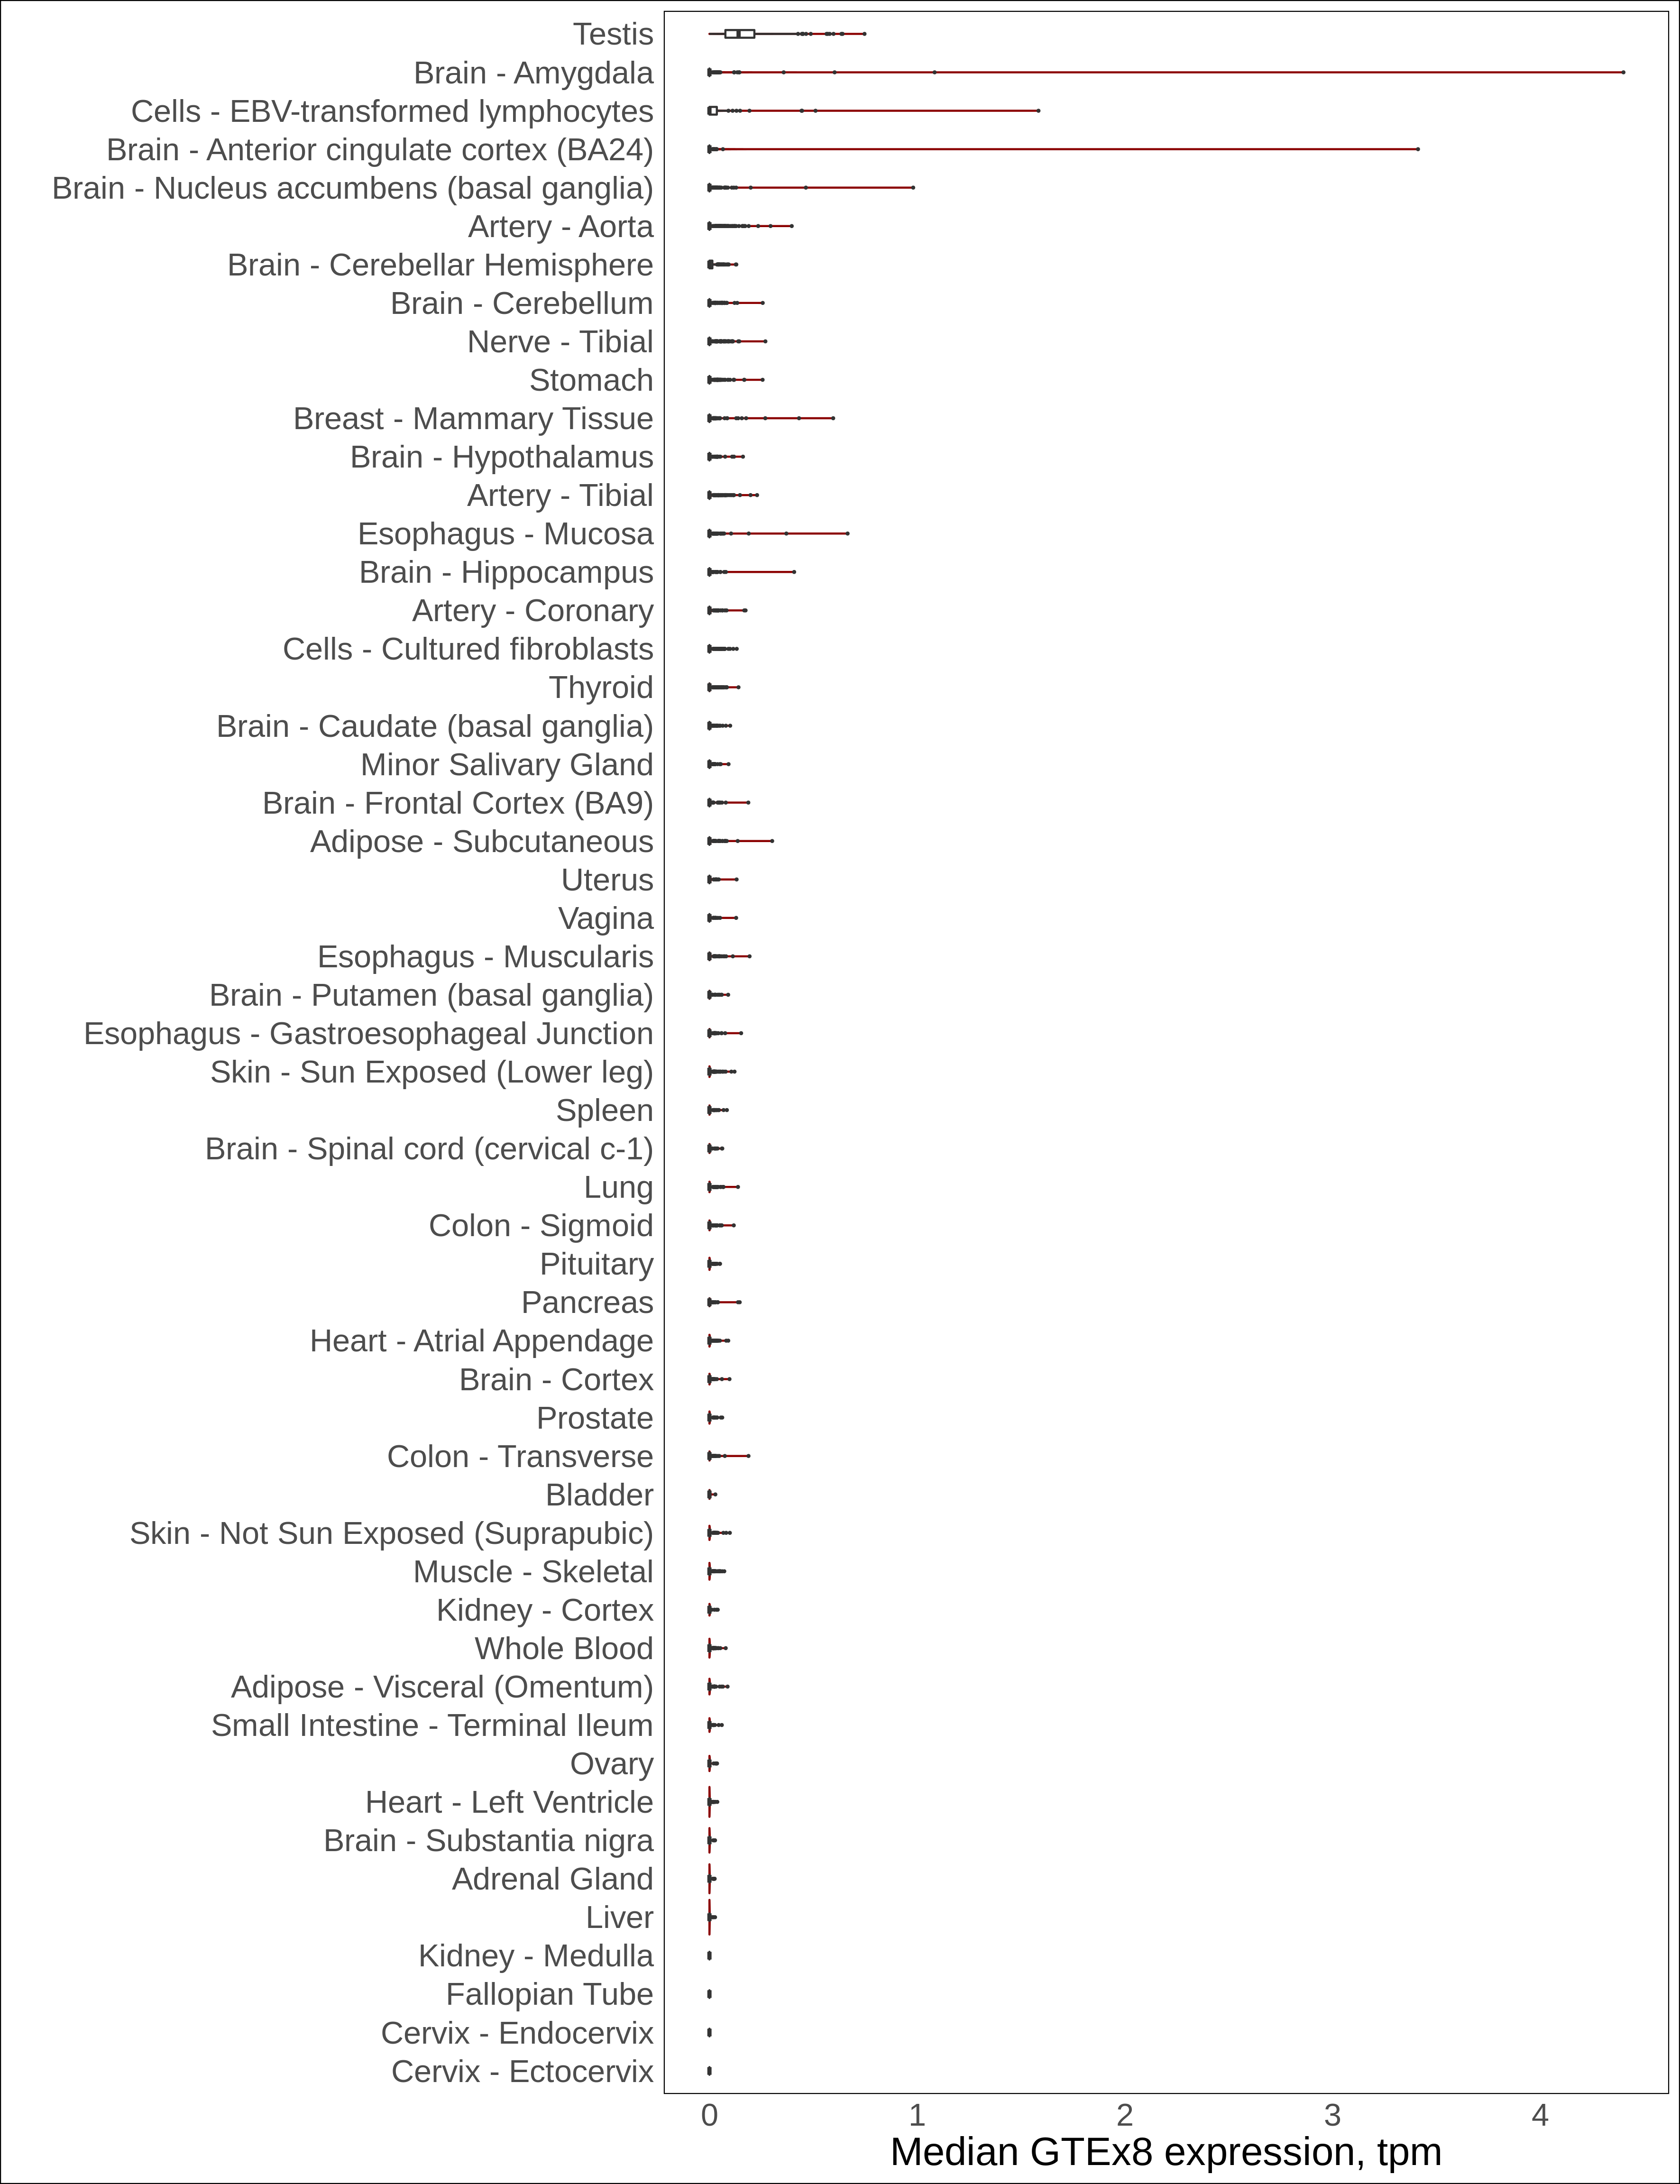 Testis
Brain - Amygdala
Cells - EBV-transformed lymphocytes
Brain - Anterior cingulate cortex (BA24)
Brain - Nucleus accumbens (basal ganglia)
Artery - Aorta
Brain - Cerebellar Hemisphere
Brain - Cerebellum
Nerve - Tibial
Stomach
Breast - Mammary Tissue
Brain - Hypothalamus
Artery - Tibial
Esophagus - Mucosa
Brain - Hippocampus
Artery - Coronary
Cells - Cultured fibroblasts
Thyroid
Brain - Caudate (basal ganglia)
Minor Salivary Gland
Brain - Frontal Cortex (BA9)
Adipose - Subcutaneous
Uterus
Vagina
Esophagus - Muscularis
Brain - Putamen (basal ganglia)
Esophagus - Gastroesophageal Junction
Skin - Sun Exposed (Lower leg)
Spleen
Brain - Spinal cord (cervical c-1)
Lung
Colon - Sigmoid
Pituitary
Pancreas
Heart - Atrial Appendage
Brain - Cortex
Prostate
Colon - Transverse
Bladder
Skin - Not Sun Exposed (Suprapubic)
Muscle - Skeletal
Kidney - Cortex
Whole Blood
Adipose - Visceral (Omentum)
Small Intestine - Terminal Ileum
Ovary
Heart - Left Ventricle
Brain - Substantia nigra
Adrenal Gland
Liver
Kidney - Medulla
Fallopian Tube
Cervix - Endocervix
Cervix - Ectocervix
0 1 2 3 4
Median GTEx8 expression, tpm